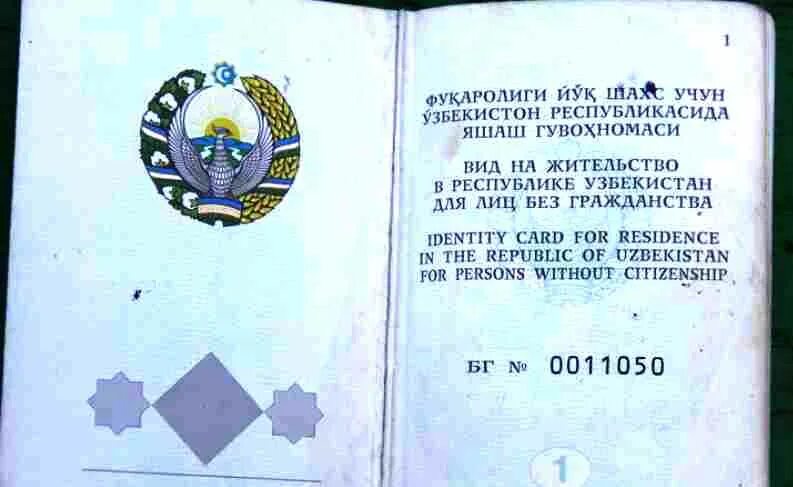 1
ФУҚАРОЛИГИ ЙЎҚ ШАХС УЧУН
ЎЗБЕКИСТОН РЕСПУБЛИКАСИДА
ЯШАШ ГУВОҲНОМАСИ
ВИД НА ЖИТЕЛЬСТВО
В РЕСПУБЛИКЕ УЗБЕКИСТАН
ДЛЯ ЛИЦ БЕЗ ГРАЖДАНСТВА
IDENTITY CARD FOR RESIDENCE
IN THE REPUBLIC OF UZBEKISTAN
FOR PERSONS WITHOUT CITIZENSHIP
БГ № 0011050
1